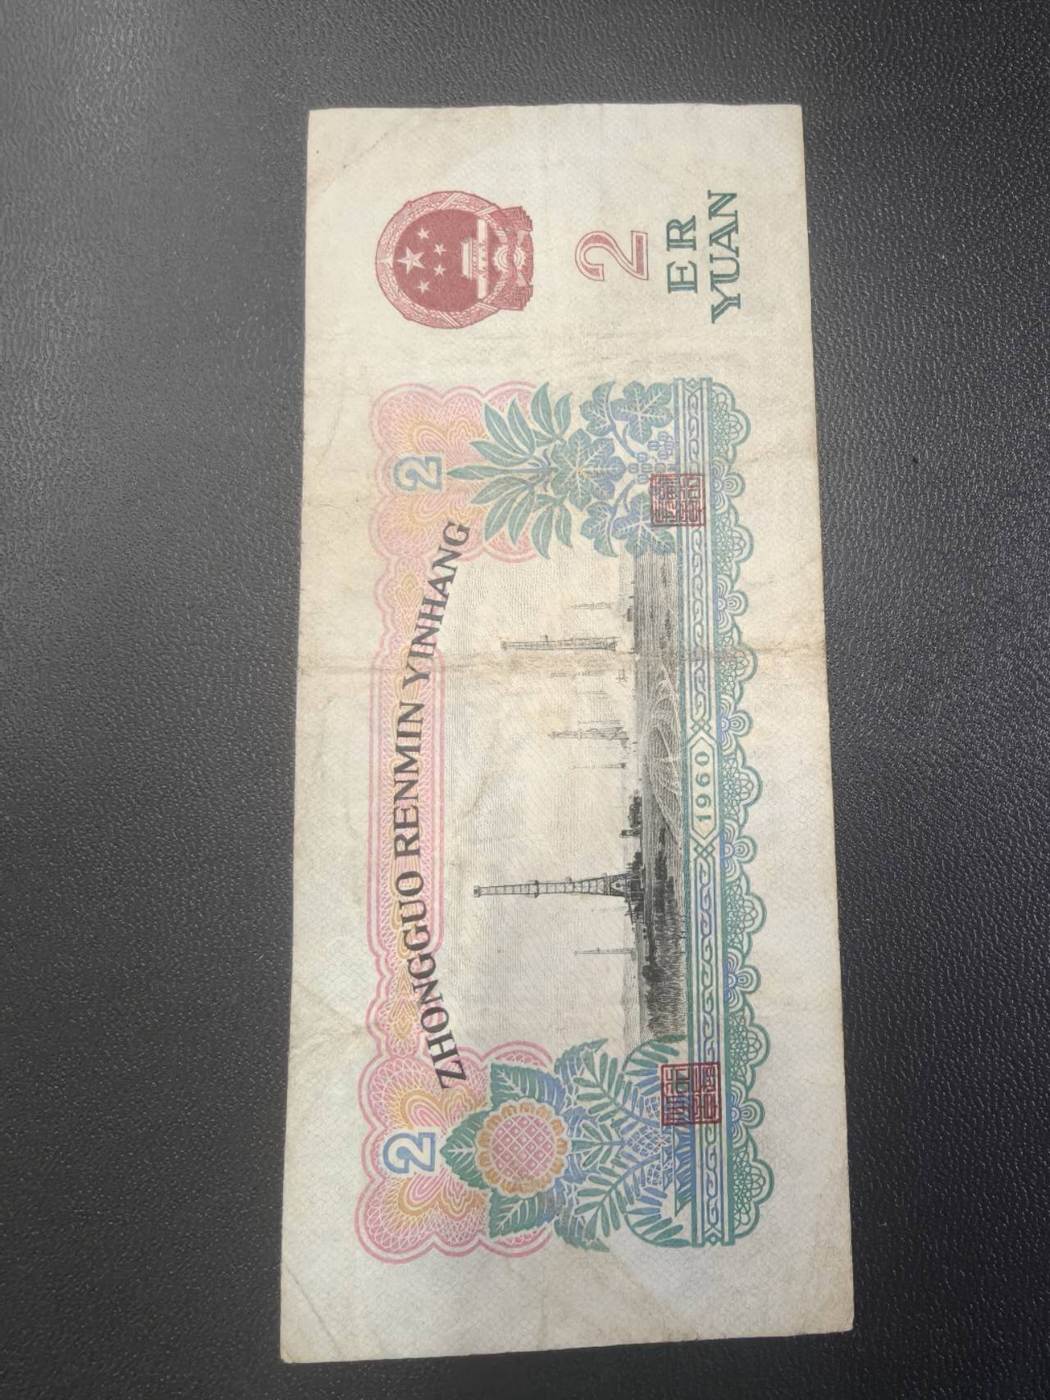 ZHONGGUO RENMIN YINHANG
2
2
1960
2
ER
YUAN